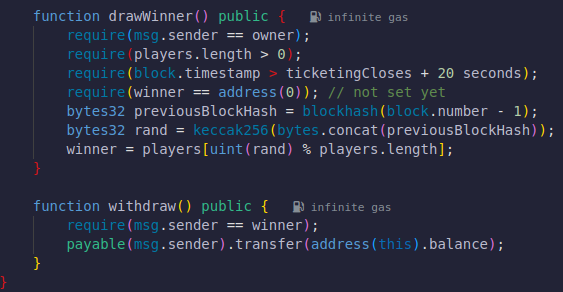 function drawWinner() public { infinite gas
require(msg.sender == owner);
require(players.length > 0);
require(block.timestamp > ticketingCloses + 20 seconds);
require(winner == address(0)); // not set yet
bytes32 previousBlockHash = blockhash(block.number - 1);
bytes32 rand = keccak256(bytes.concat(previousBlockHash));
winner = players[uint(rand) % players.length];
}
function withdraw() public { infinite gas
require(msg.sender == winner);
payable(msg.sender).transfer(address(this).balance);
}
}